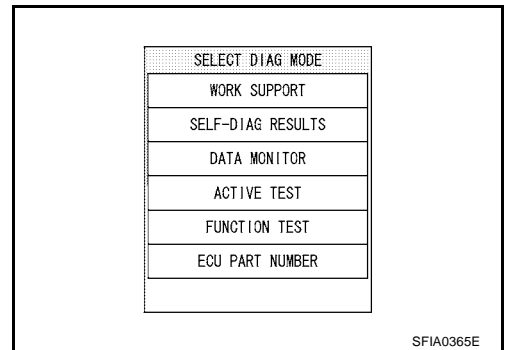 SELECT DIAG MODE
WORK SUPPORT
SELF-DIAG RESULTS
DATA MONITOR
ACTIVE TEST
FUNCTION TEST
ECU PART NUMBER
SFIA0365E